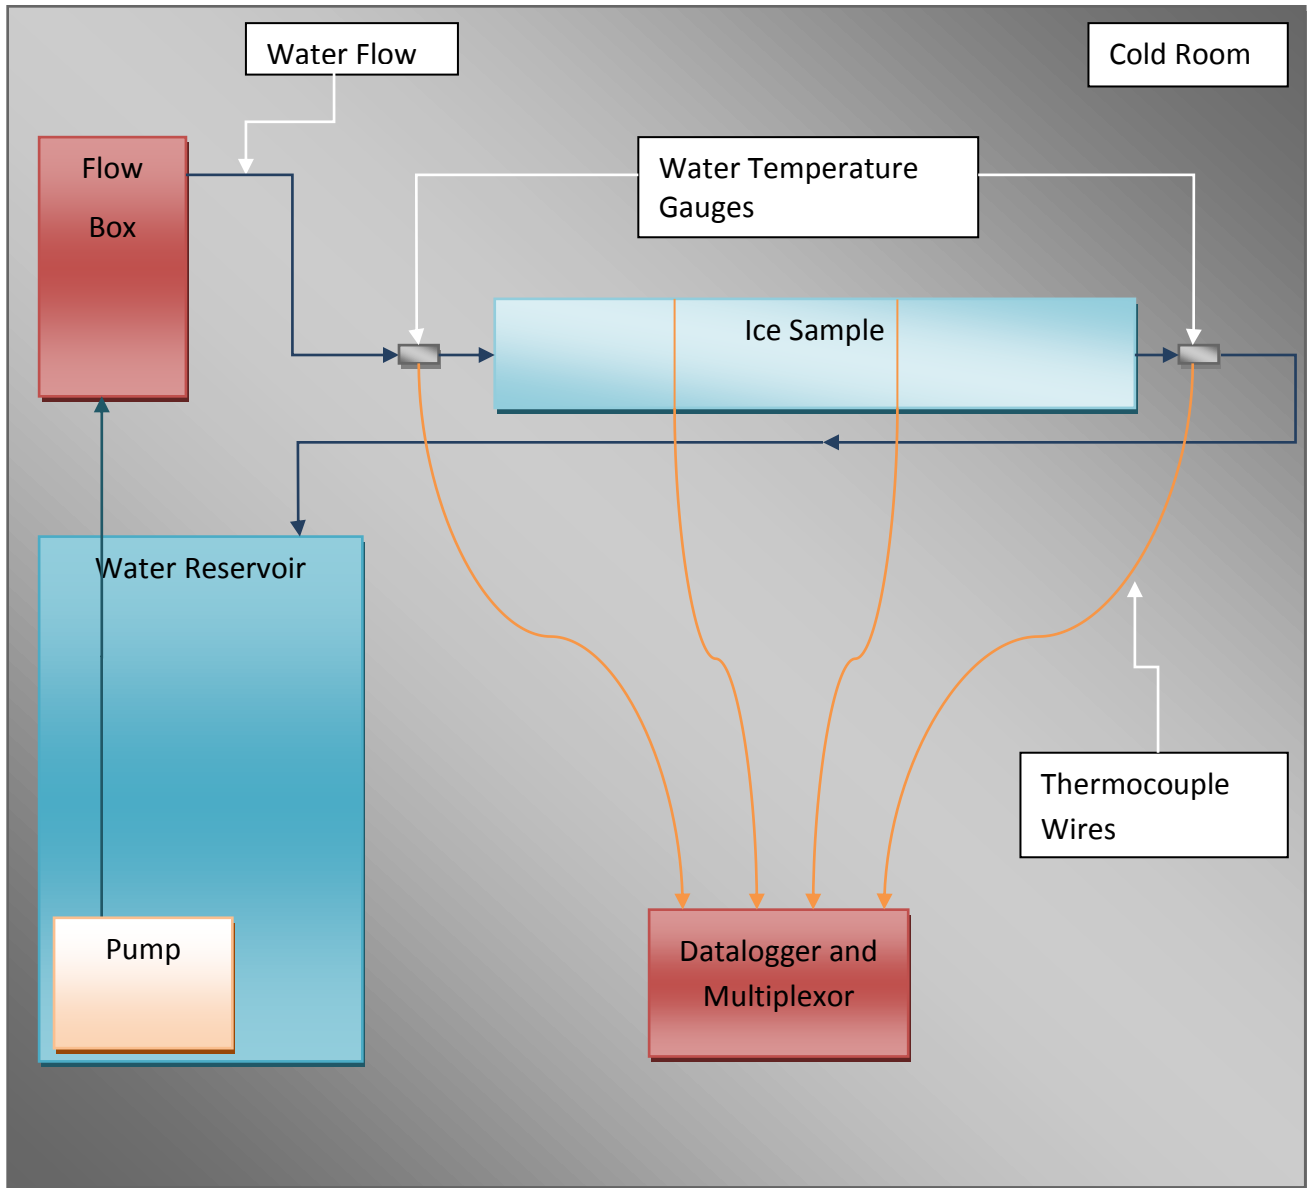 Water Flow
Cold Room
Flow
Box
Water Temperature
Gauges
Ice Sample
Water Reservoir
Thermocouple
Wires
Pump
Datalogger and
Multiplexor